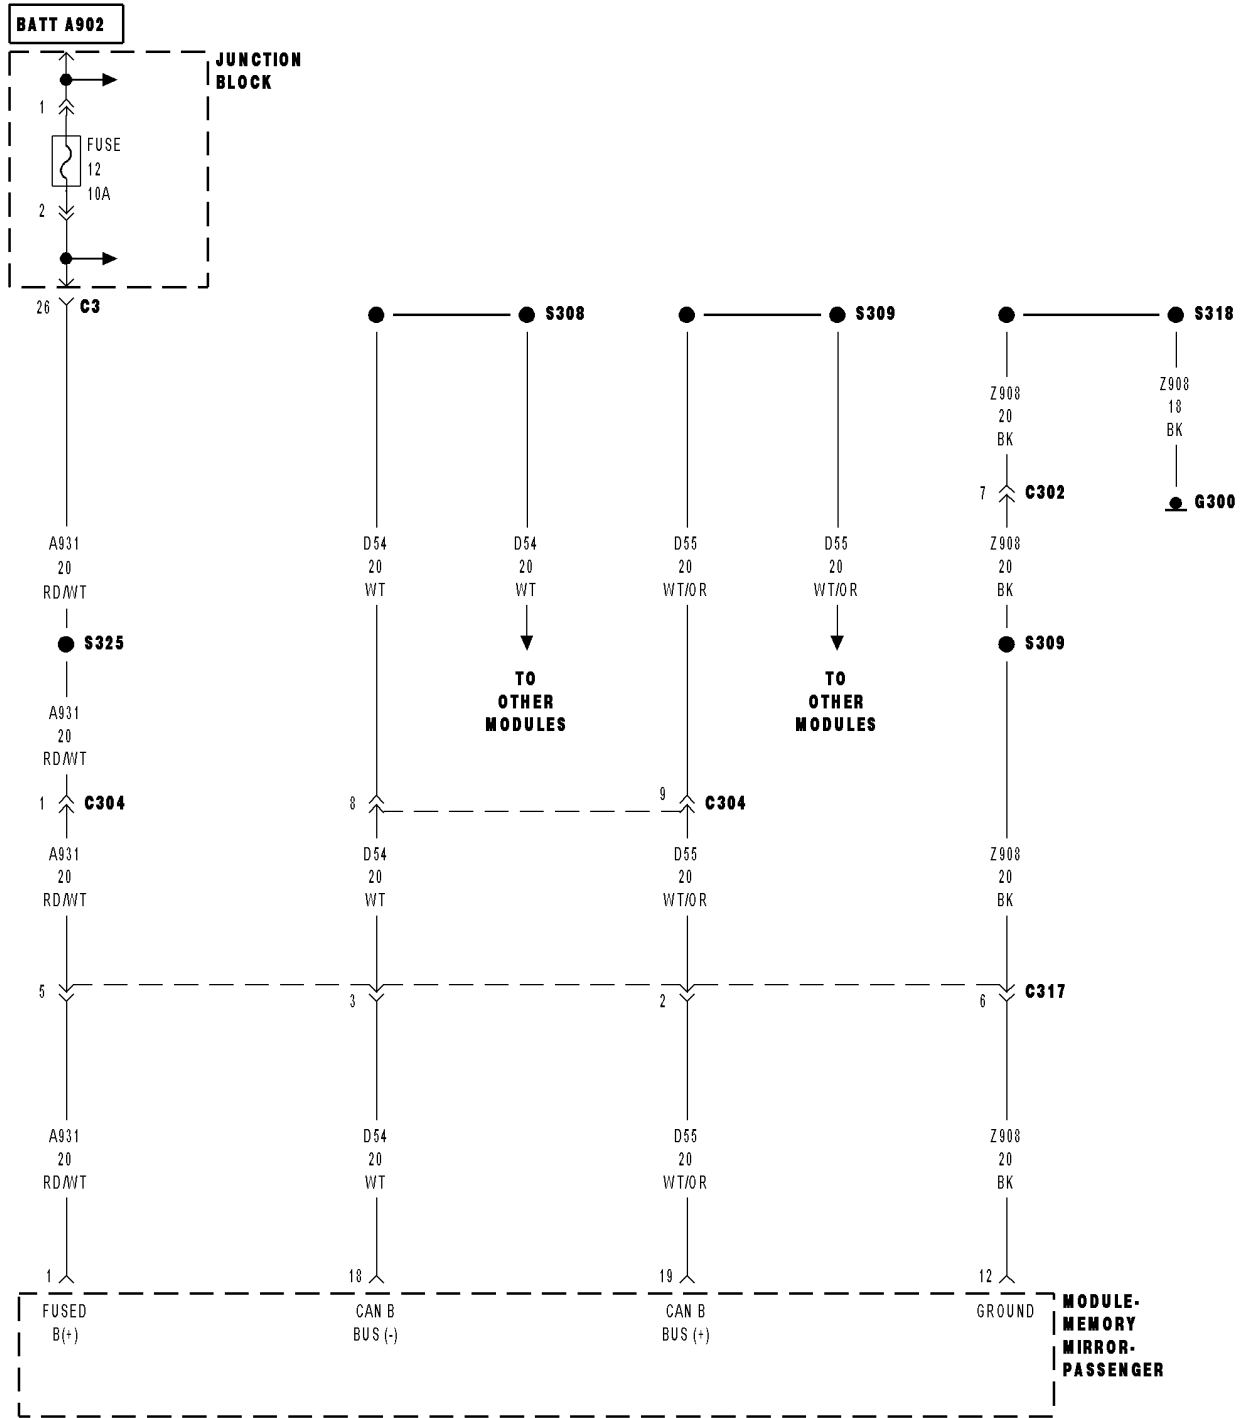 BATT A902
JUNCTION
BLOCK
1
FUSE
12
10A
2
26 C3
S308
S309
S318
Z908
20
BK
Z908
18
BK
7 C302
G300
A931
20
RD/WT
D54
20
WT
D54
20
WT
D55
20
WT/OR
D55
20
WT/OR
Z908
20
BK
S325
S309
TO
OTHER
MODULES
TO
OTHER
MODULES
A931
20
RD/WT
1 C304
8
9 C304
A931
20
RD/WT
D54
20
WT
D55
20
WT/OR
Z908
20
BK
5
3
2
6 C317
A931
20
RD/WT
D54
20
WT
D55
20
WT/OR
Z908
20
BK
1
18
19
12
FUSED
B(+)
CAN B
BUS (-)
CAN B
BUS (+)
GROUND
MODULE-
MEMORY
MIRROR-
PASSENGER